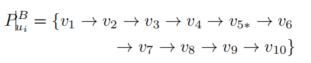 P^B_{u_i} = {v_1 → v_2 → v_3 → v_4 → v_{5*} → v_6
→ v_7 → v_8 → v_9 → v_{10}}